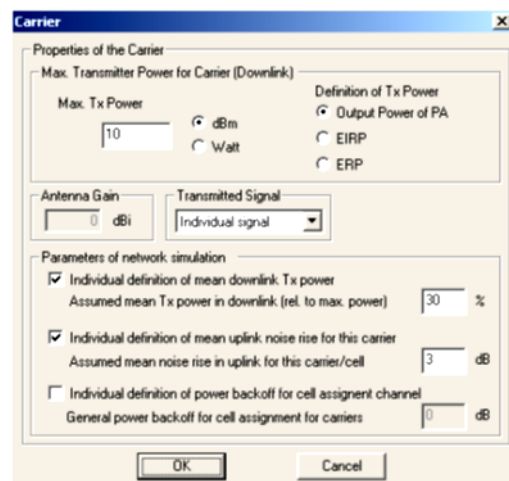 Carrier
Properties of the Carrier
Max. Transmitter Power for Carrier (Downlink)
Max. Tx Power
10
dBm
Watt
Definition of Tx Power
Output Power of PA
EIRP
ERP
Antenna Gain
0 dBi
Transmitted Signal
Individual signal
Parameters of network simulation
Individual definition of mean downlink Tx power
Assumed mean Tx power in downlink (rel. to max. power) 30 %
Individual definition of mean uplink noise rise for this carrier
Assumed mean noise rise in uplink for this carrier/cell 3 dB
Individual definition of power backoff for cell assignent channel
General power backoff for cell assignment for carriers 0 dB
OK Cancel